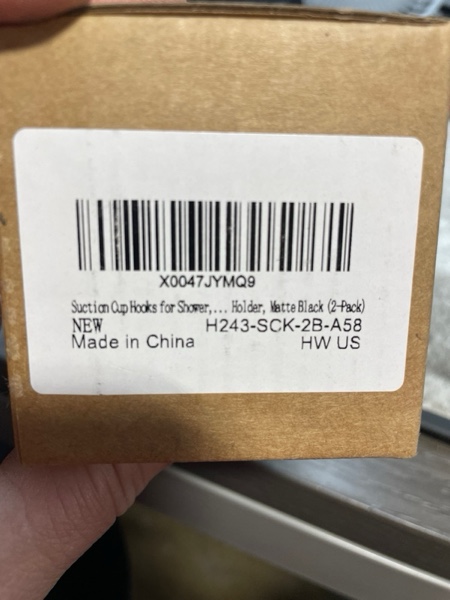 X0047JYMQ9
Suction Cup Hooks for Shower,... Holder, Matte Black (2-Pack)
NEW H243-SCK-2B-A58
Made in China HW US